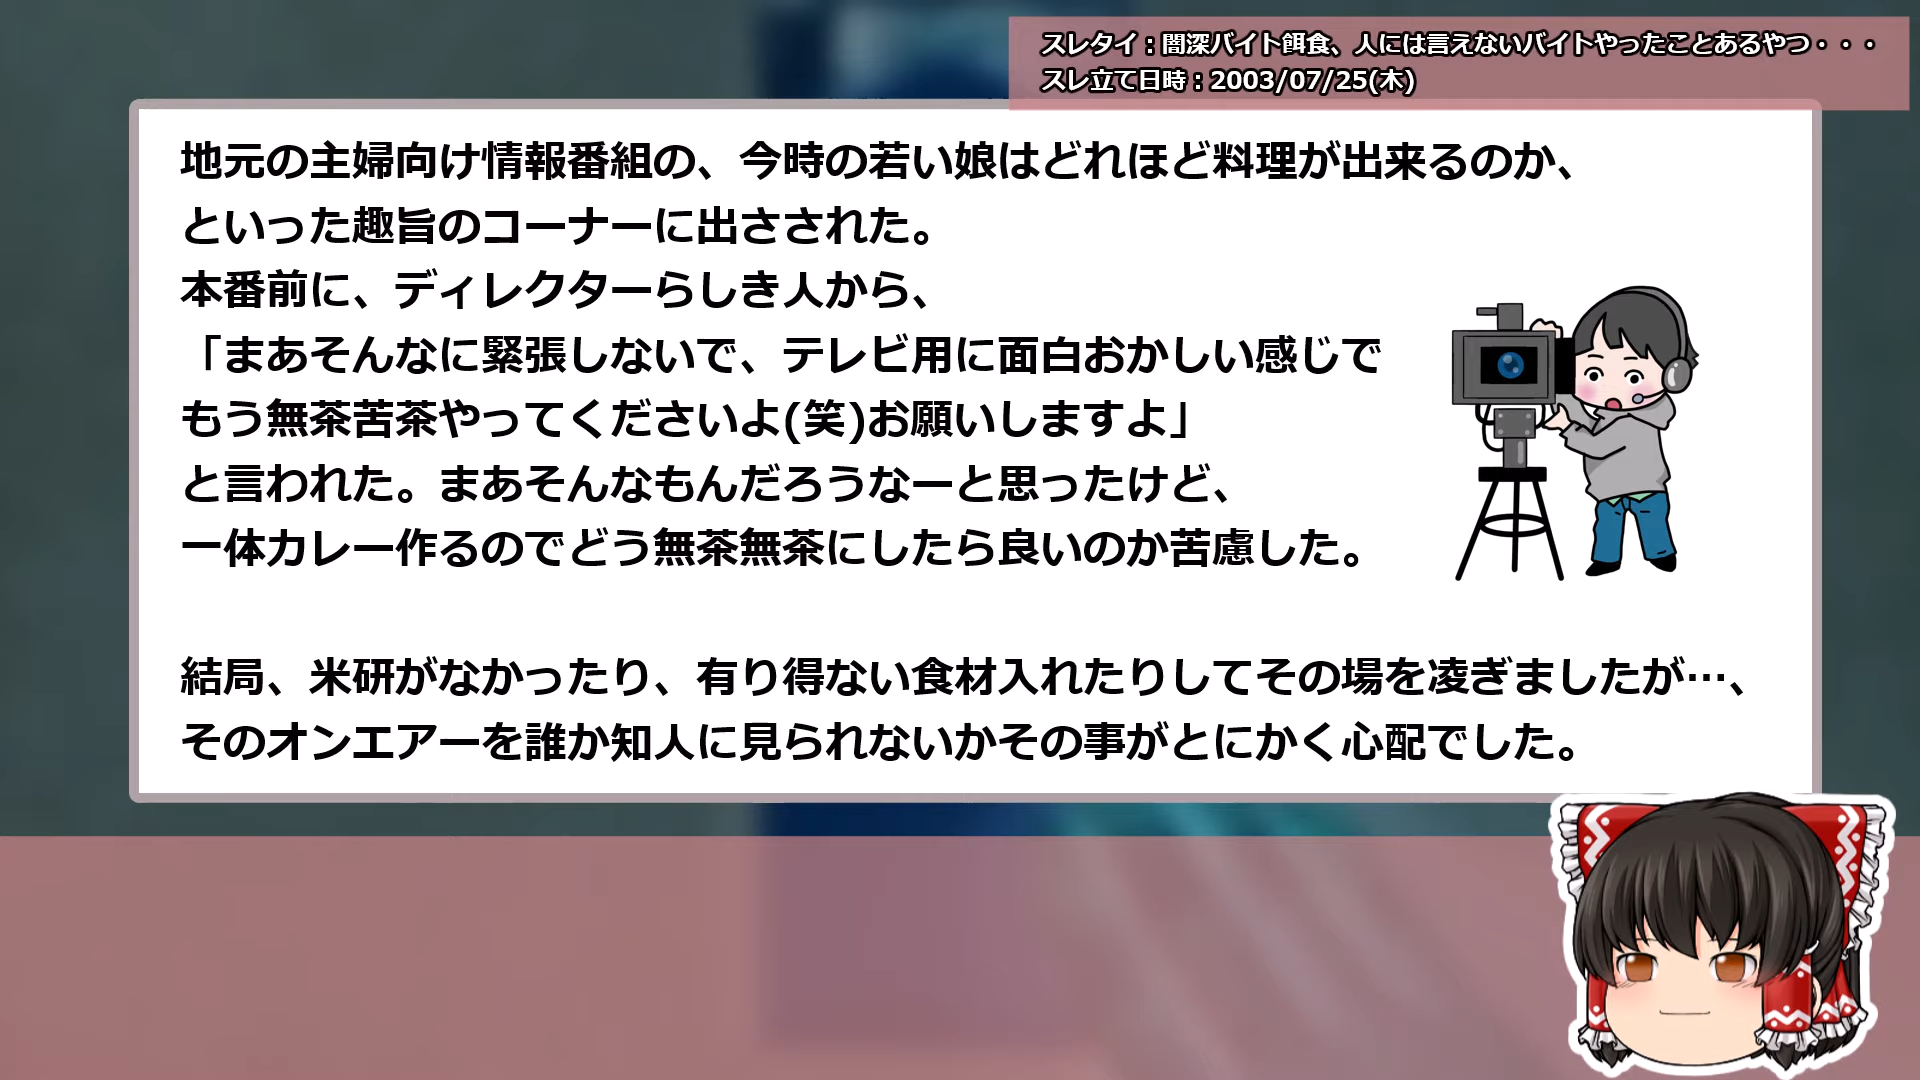 スレタイ：闇深バイト餌食、人には言えないバイトやったことあるやつ・・・
スレ立て日時：2003/07/25(木)
地元の主婦向け情報番組の、今時の若い娘はどれほど料理が出来るのか、
といった趣旨のコーナーに出さされた。
本番前に、ディレクターらしき人から、
「まあそんなに緊張しないで、テレビ用に面白おかしい感じで
もう無茶苦茶やってくださいよ(笑)お願いしますよ」
と言われた。まあそんなもんだろうなーと思ったけど、
一体カレー作るのでどう無茶無茶にしたら良いのか苦慮した。
結局、米研がなかったり、有り得ない食材入れたりしてその場を凌ぎましたが…、
そのオンエアーを誰か知人に見られないかその事がとにかく心配でした。